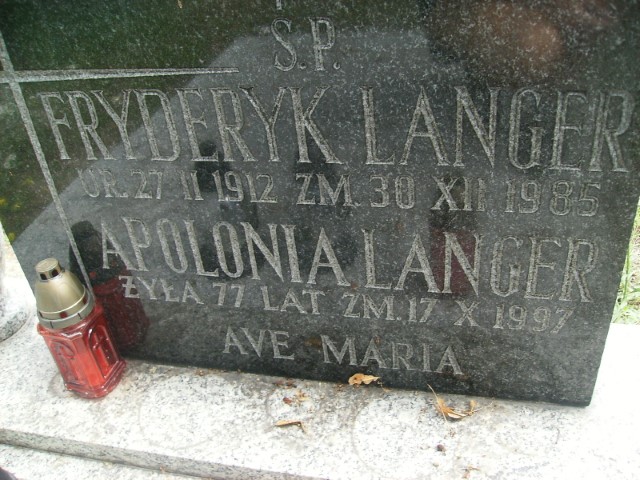 S.P.
FRYDERYK LANGER
UR. 27 II 1912 ZM. 30 XII 1985
APOLONIA LANGER
ŻYŁA 77 LAT ZM. 17 X 1997
AVE MARIA